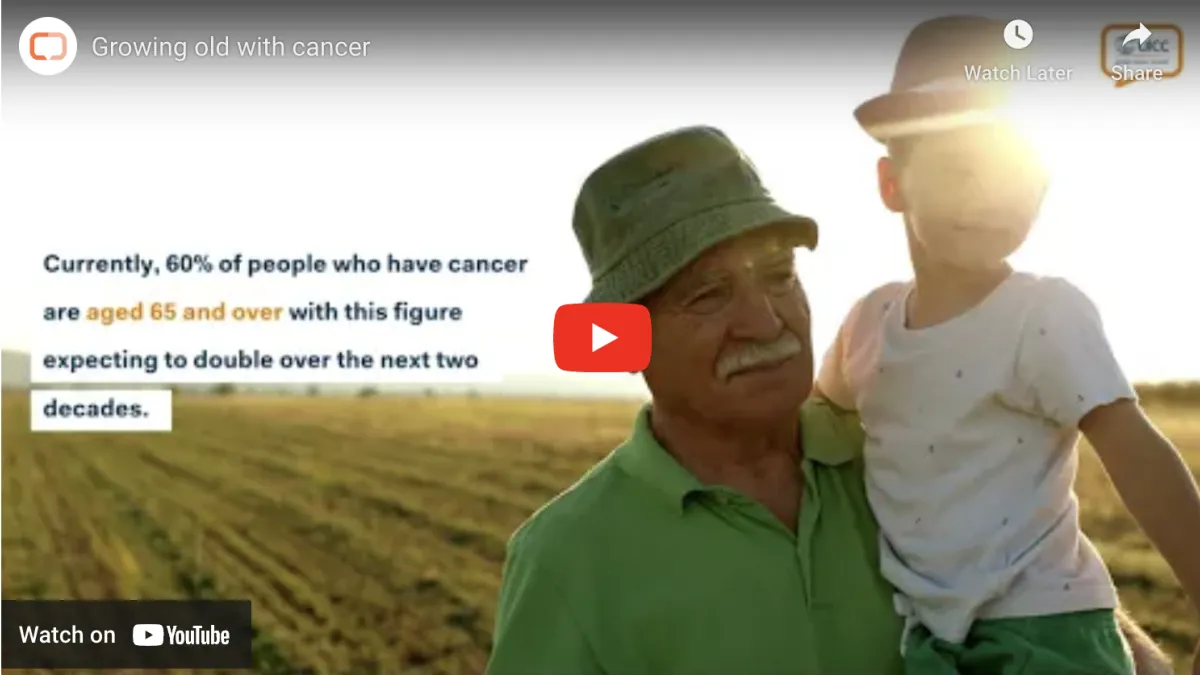 Growing old with cancer
Watch Later
Share
uicc
Currently, 60% of people who have cancer
are aged 65 and over with this figure
expecting to double over the next two
decades.
Watch on YouTube